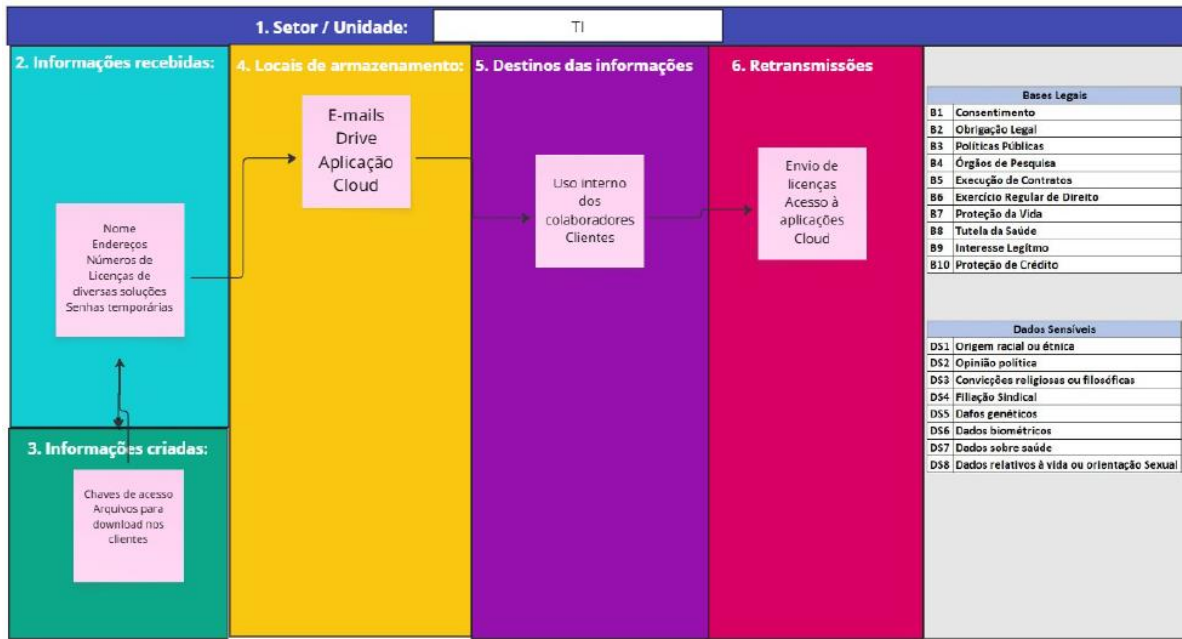 1. Setor / Unidade:
TI
2. Informações recebidas:
Nome
Endereços
Números de
Licenças de
diversas soluções
Senhas temporárias
3. Informações criadas:
Chaves de acesso
Arquivos para
download nos
clientes
4. Locais de armazenamento:
E-mails
Drive
Aplicação
Cloud
5. Destinos das informações
Uso interno
dos
colaboradores
Clientes
6. Retransmissões
Envio de
licenças
Acesso à
aplicações
Cloud
Bases Legais
B1 Consentimento
B2 Obrigação Legal
B3 Políticas Públicas
B4 Órgãos de Pesquisa
B5 Execução de Contratos
B6 Exercício Regular de Direito
B7 Proteção da Vida
B8 Tutela da Saúde
B9 Interesse Legítmo
B10 Proteção de Crédito
Dados Sensíveis
DS1 Origem racial ou étnica
DS2 Opinião política
DS3 Convicções religiosas ou filosóficas
DS4 Filiação Sindical
DS5 Dafos genéticos
DS6 Dados biométricos
DS7 Dados sobre saúde
DS8 Dados relativos à vida ou orientação Sexual